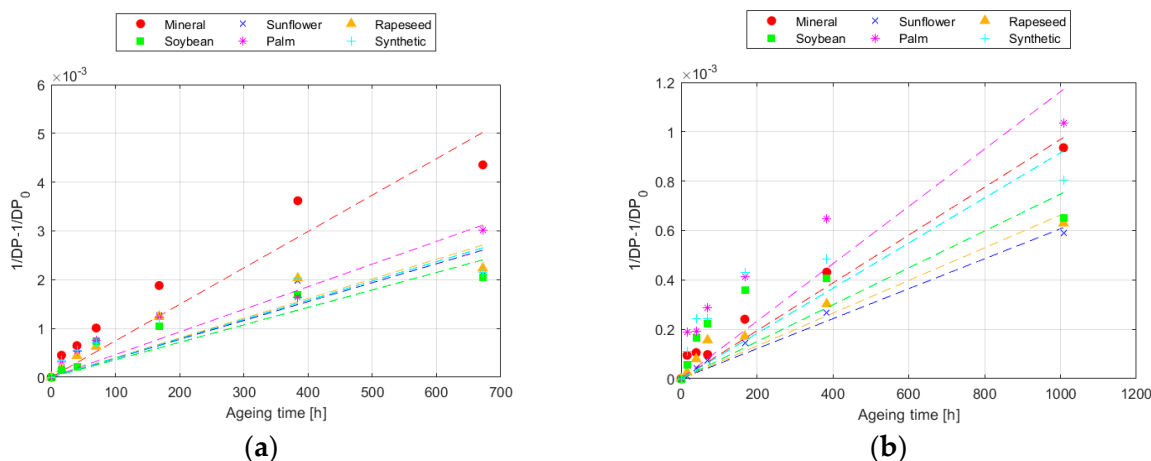 Mineral Sunflower Rapeseed
Soybean Palm Synthetic
×10⁻³
6
5
4
3
2
1
0
1/DP-1/DP₀
0 100 200 300 400 500 600 700
Ageing time [h]
(a)
Mineral Sunflower Rapeseed
Soybean Palm Synthetic
×10⁻³
1.2
1
0.8
0.6
0.4
0.2
0
1/DP-1/DP₀
0 200 400 600 800 1000 1200
Ageing time [h]
(b)